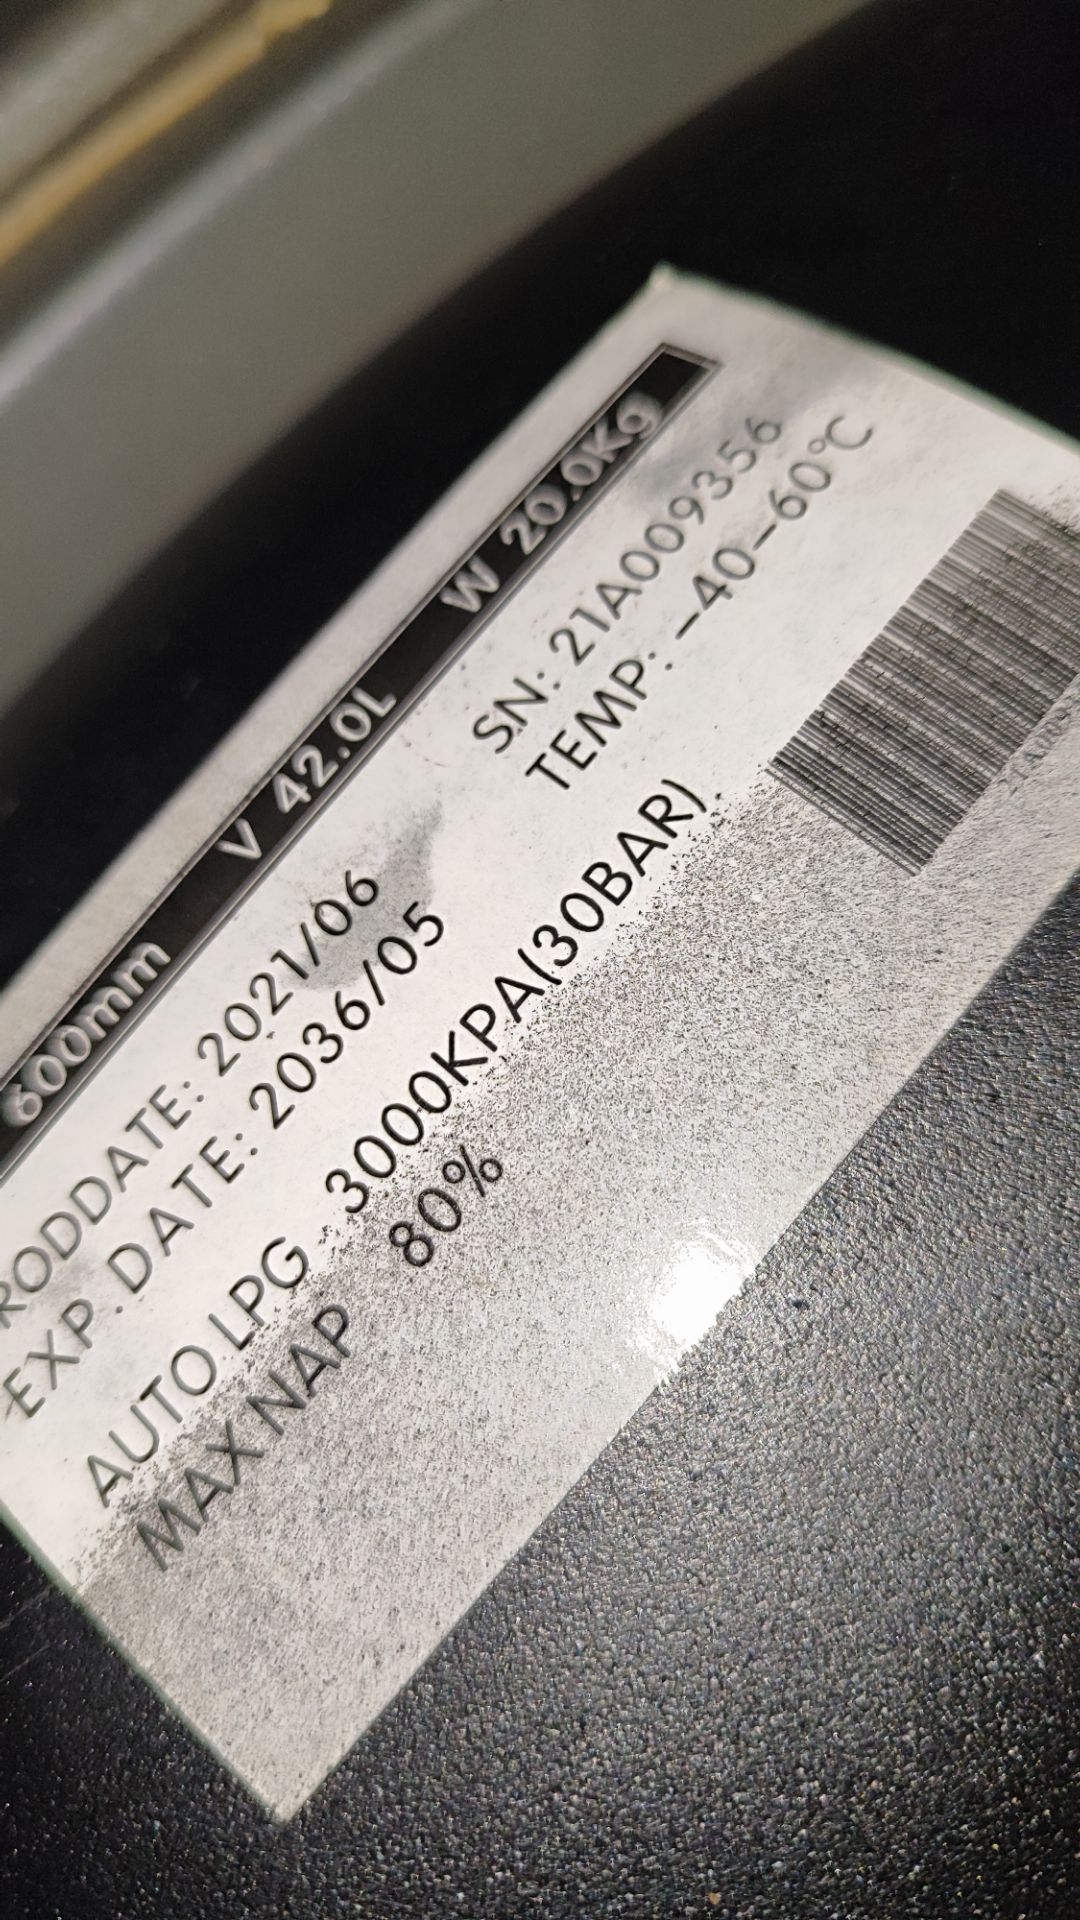 600mm V 42.0L W 20.0Kg
RODDATE: 2021/06 SN: 21A009356
EXP.DATE: 2036/05 TEMP: -40-60℃
AUTO LPG 3000KPA(30BAR)
MAX NAP 80%